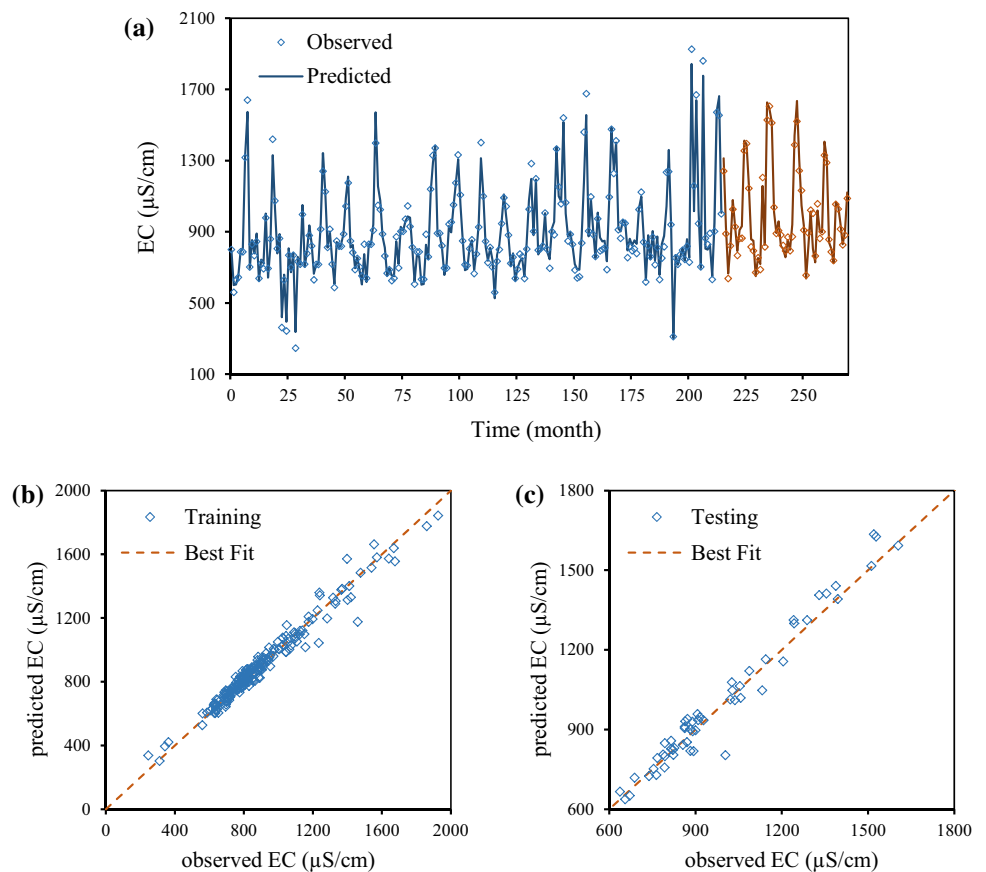 (a)
2100
1700
1300
900
500
100
EC (µS/cm)
Observed
Predicted
0 25 50 75 100 125 150 175 200 225 250
Time (month)
(b)
2000
1600
1200
800
400
0
predicted EC (µS/cm)
Training
Best Fit
0 400 800 1200 1600 2000
observed EC (µS/cm)
(c)
1800
1500
1200
900
600
predicted EC (µS/cm)
Testing
Best Fit
600 900 1200 1500 1800
observed EC (µS/cm)